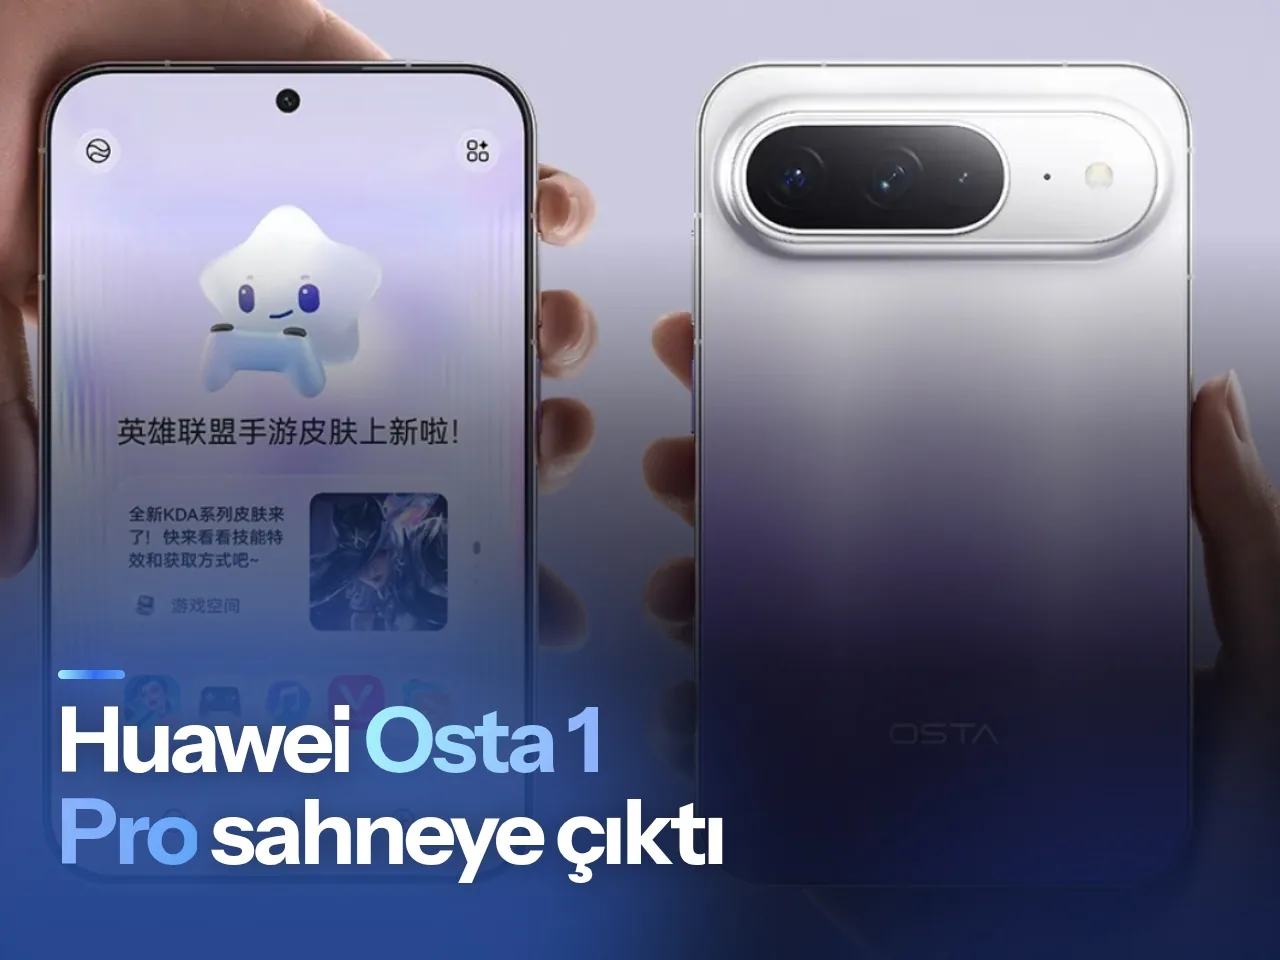 英雄联盟手游皮肤上新啦！
全新KDA系列皮肤来
了！快来看看技能特
效和获取方式吧~
游戏空间
OSTA
Huawei Osta 1
Pro sahneye çıktı